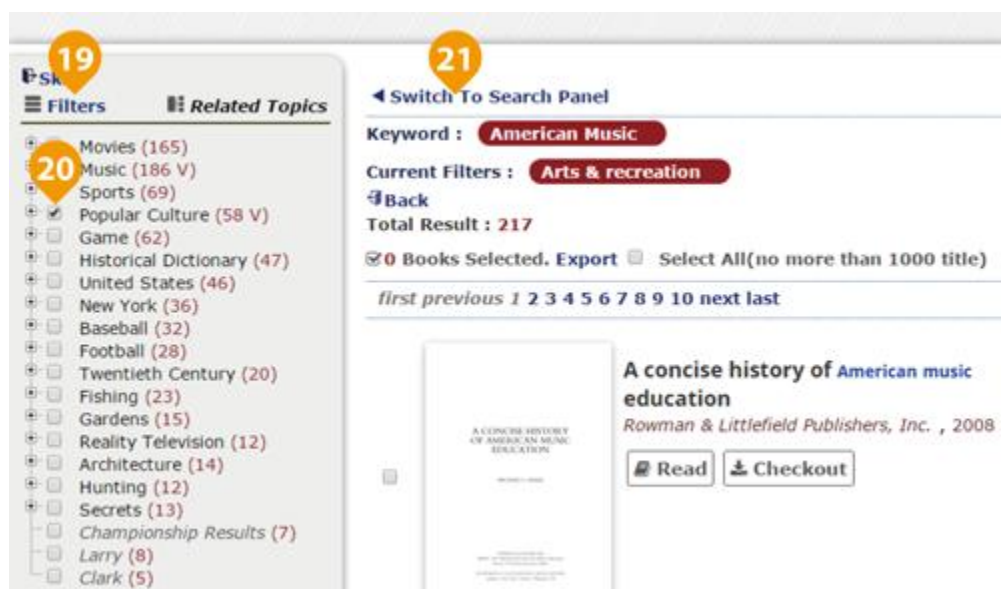 19
21
Sk
Filters Related Topics
Switch To Search Panel
Keyword : American Music
Current Filters : Arts & recreation
Back
Total Result : 217
0 Books Selected. Export Select All(no more than 1000 title)
first previous 1 2 3 4 5 6 7 8 9 10 next last
20
Movies (165)
Music (186 V)
Sports (69)
Popular Culture (58 V)
Game (62)
Historical Dictionary (47)
United States (46)
New York (36)
Baseball (32)
Football (28)
Twentieth Century (20)
Fishing (23)
Gardens (15)
Reality Television (12)
Architecture (14)
Hunting (12)
Secrets (13)
Championship Results (7)
Larry (8)
Clark (5)
A CONCISE HISTORY
OF AMERICAN MUSIC
EDUCATION
A concise history of American music
education
Rowman & Littlefield Publishers, Inc. , 2008
Read Checkout